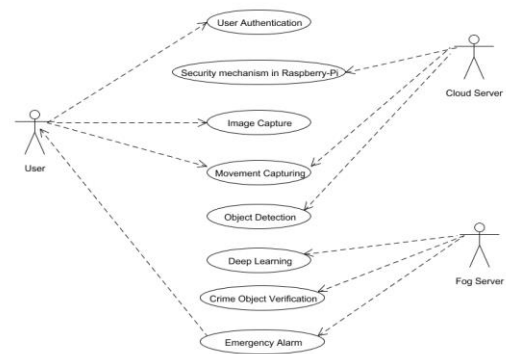 User Authentication
Security mechanism in Raspberry-Pi
Cloud Server
Image Capture
User
Movement Capturing
Object Detection
Deep Learning
Fog Server
Crime Object Verification
Emergency Alarm